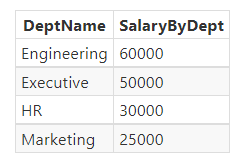 DeptName SalaryByDept
Engineering 60000
Executive 50000
HR 30000
Marketing 25000